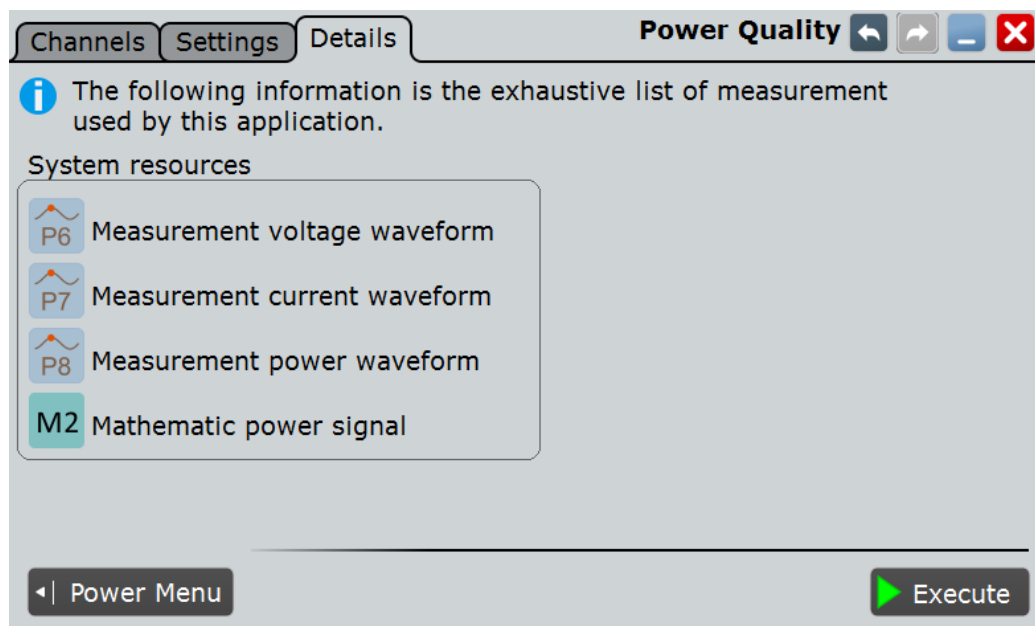 Channels Settings Details Power Quality
The following information is the exhaustive list of measurement
used by this application.
System resources
P6 Measurement voltage waveform
P7 Measurement current waveform
P8 Measurement power waveform
M2 Mathematic power signal
Power Menu Execute